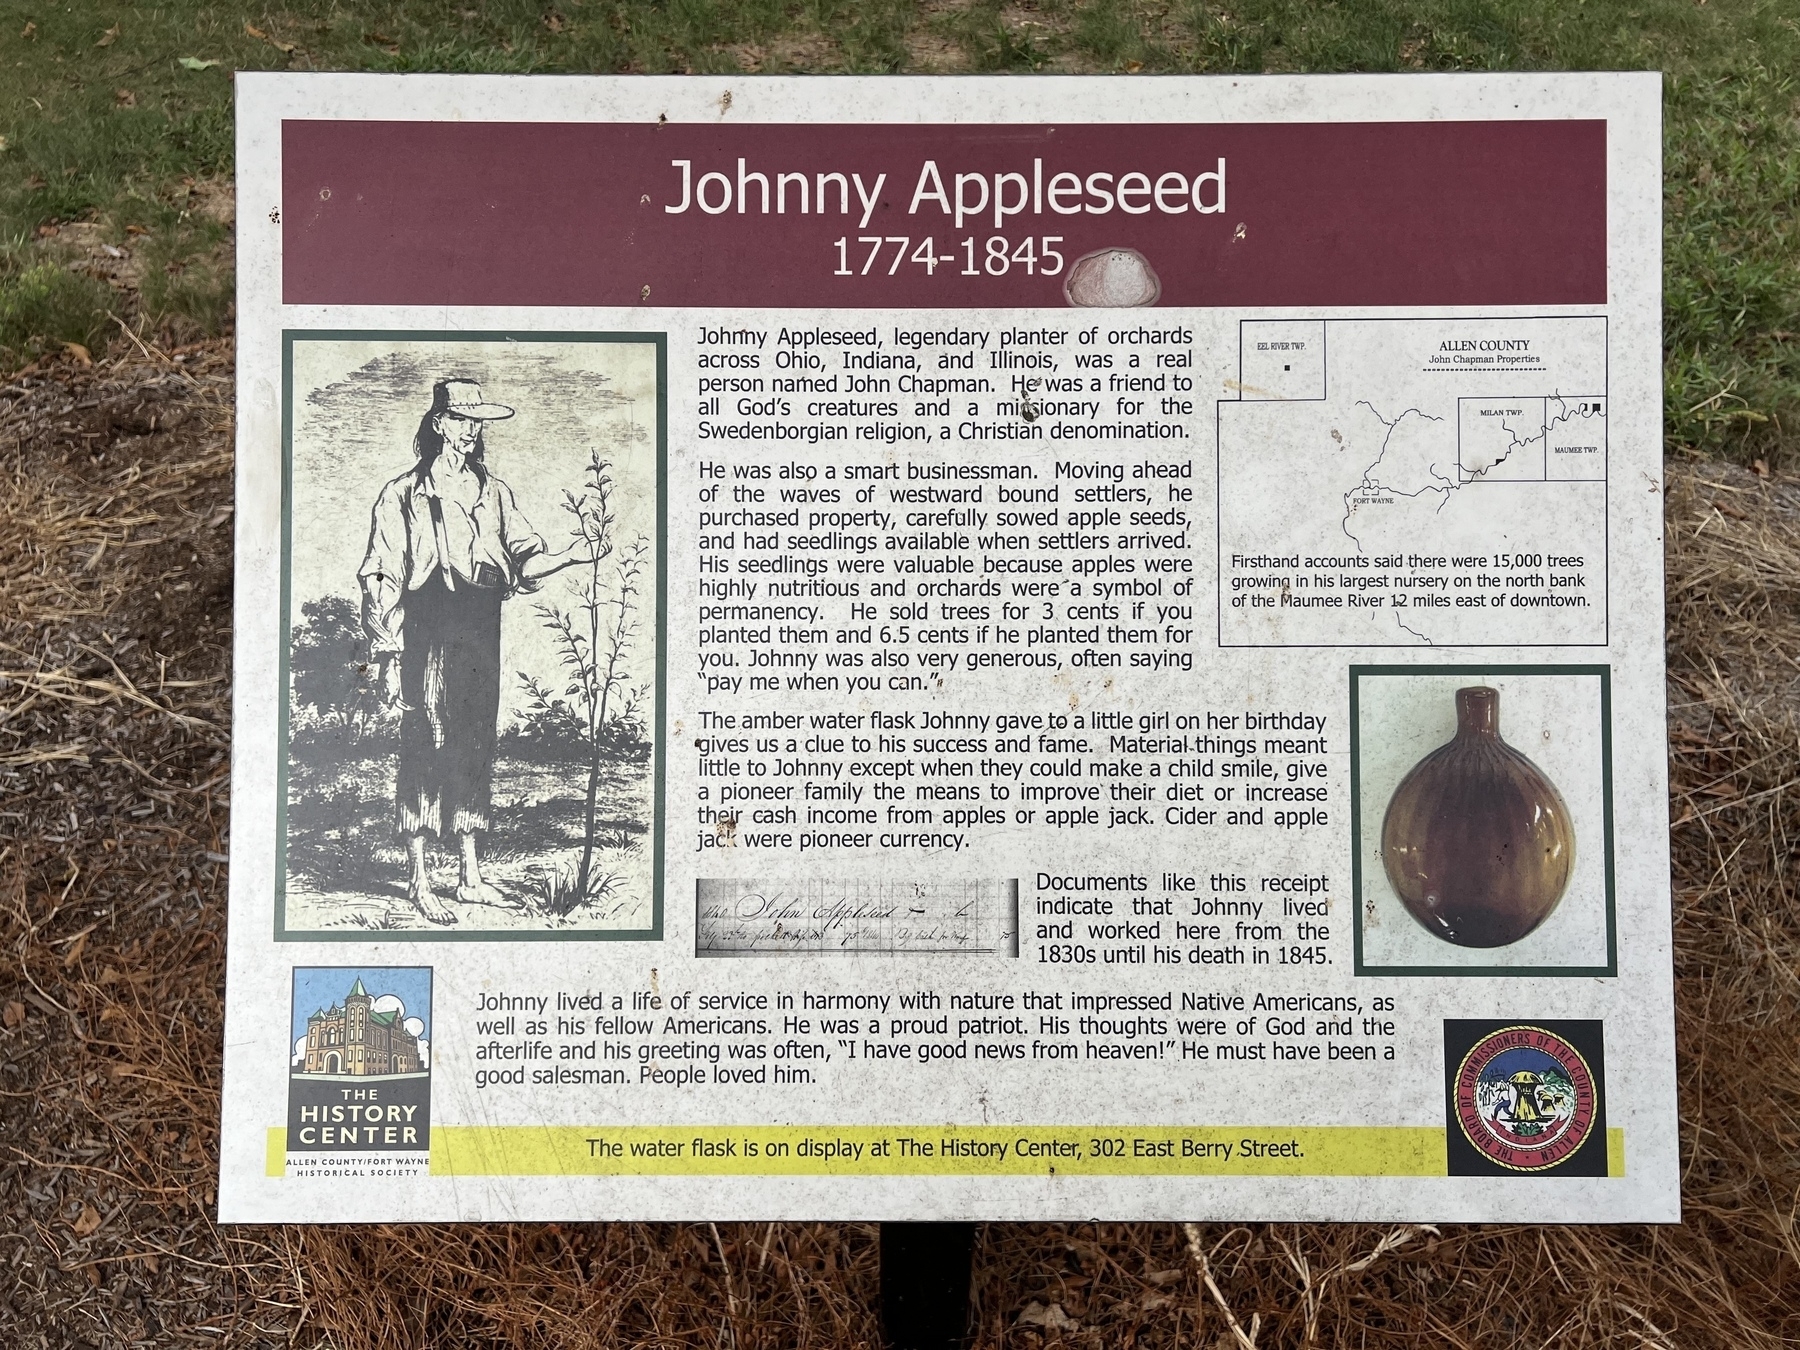 Johnny Appleseed
1774-1845
Johnny Appleseed, legendary planter of orchards
across Ohio, Indiana, and Illinois, was a real
person named John Chapman. He was a friend to
all God's creatures and a missionary for the
Swedenborgian religion, a Christian denomination.
He was also a smart businessman. Moving ahead
of the waves of westward bound settlers, he
purchased property, carefully sowed apple seeds,
and had seedlings available when settlers arrived.
His seedlings were valuable because apples were
highly nutritious and orchards were a symbol of
permanency. He sold trees for 3 cents if you
planted them and 6.5 cents if he planted them for
you. Johnny was also very generous, often saying
“pay me when you can.”
EEL RIVER TWP.
ALLEN COUNTY
John Chapman Properties
MILAN TWP.
MAUMEE TWP.
FORT WAYNE
Firsthand accounts said there were 15,000 trees
growing in his largest nursery on the north bank
of the Maumee River 12 miles east of downtown.
The amber water flask Johnny gave to a little girl on her birthday
gives us a clue to his success and fame. Material things meant
little to Johnny except when they could make a child smile, give
a pioneer family the means to improve their diet or increase
their cash income from apples or apple jack. Cider and apple
jack were pioneer currency.
John Appleseed
Documents like this receipt
indicate that Johnny lived
and worked here from the
1830s until his death in 1845.
Johnny lived a life of service in harmony with nature that impressed Native Americans, as
well as his fellow Americans. He was a proud patriot. His thoughts were of God and the
afterlife and his greeting was often, “I have good news from heaven!” He must have been a
good salesman. People loved him.
THE
HISTORY
CENTER
ALLEN COUNTY/FORT WAYNE
HISTORICAL SOCIETY
The water flask is on display at The History Center, 302 East Berry Street.
THE BOARD OF COMMISSIONERS OF THE COUNTY OF ALLEN
INDIANA